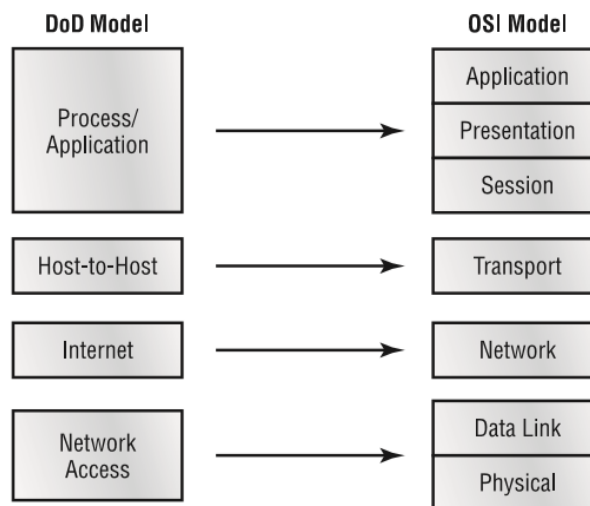 DoD Model
OSI Model
Process/
Application
Application
Presentation
Session
Host-to-Host
Transport
Internet
Network
Network
Access
Data Link
Physical